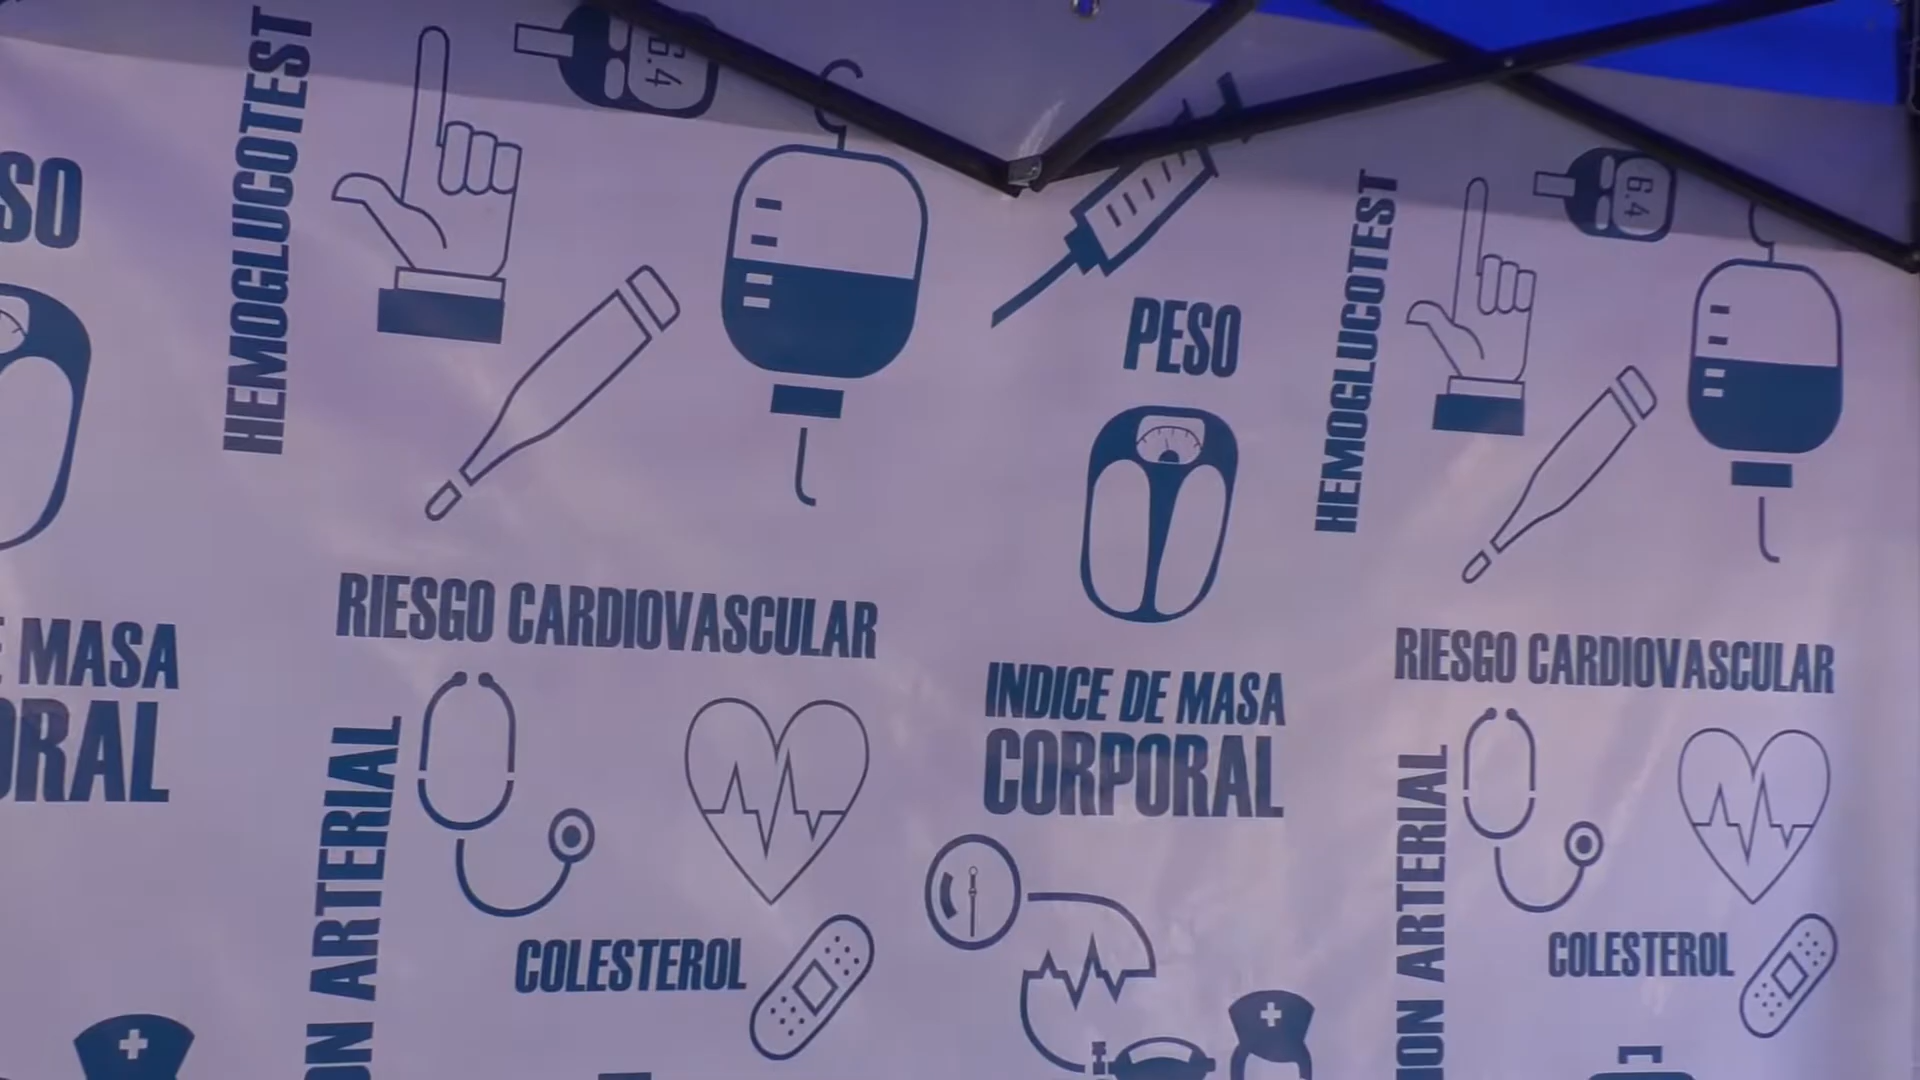 SO
HEMOGLUCOTEST
6.4
PESO
HEMOGLUCOTEST
6.4
RIESGO CARDIOVASCULAR
RIESGO CARDIOVASCULAR
MASA
ORAL
INDICE DE MASA
CORPORAL
ON ARTERIAL
COLESTEROL
ION ARTERIAL
COLESTEROL